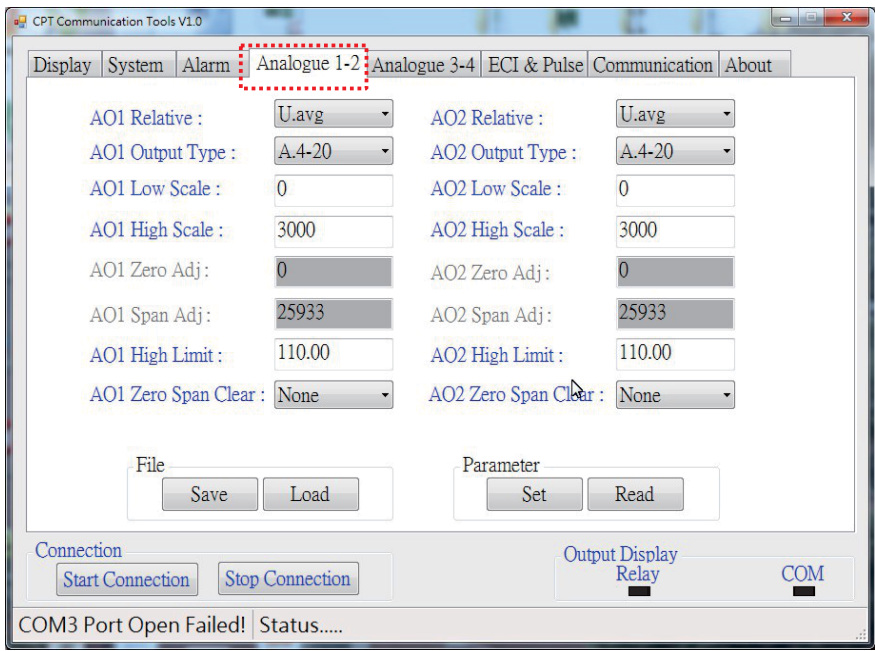 CPT Communication Tools V1.0
Display System Alarm Analogue 1-2 Analogue 3-4 ECI & Pulse Communication About
AO1 Relative : U.avg AO2 Relative : U.avg
AO1 Output Type : A.4-20 AO2 Output Type : A.4-20
AO1 Low Scale : 0 AO2 Low Scale : 0
AO1 High Scale : 3000 AO2 High Scale : 3000
AO1 Zero Adj : 0 AO2 Zero Adj : 0
AO1 Span Adj : 25933 AO2 Span Adj : 25933
AO1 High Limit : 110.00 AO2 High Limit : 110.00
AO1 Zero Span Clear : None AO2 Zero Span Clear : None
File Parameter
Save Load Set Read
Connection Output Display
Start Connection Stop Connection Relay COM
COM3 Port Open Failed! Status.....